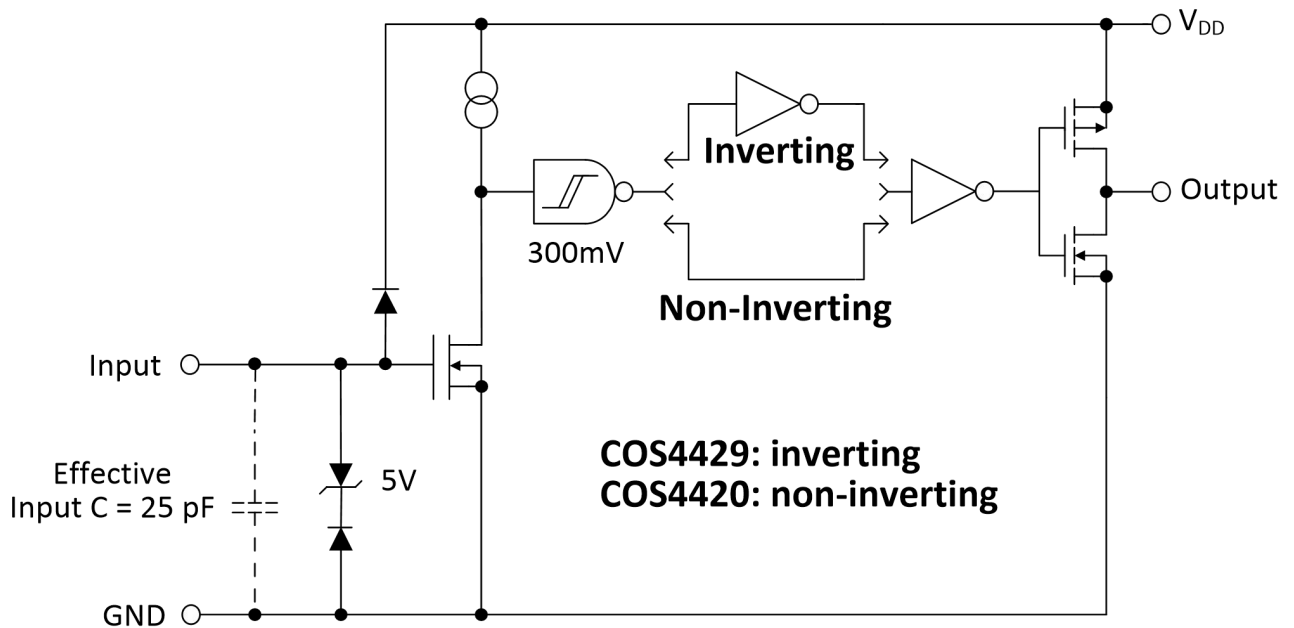 VDD
Inverting
Output
300mV
Non-Inverting
Input
COS4429: inverting
COS4420: non-inverting
Effective
Input C = 25 pF
5V
GND